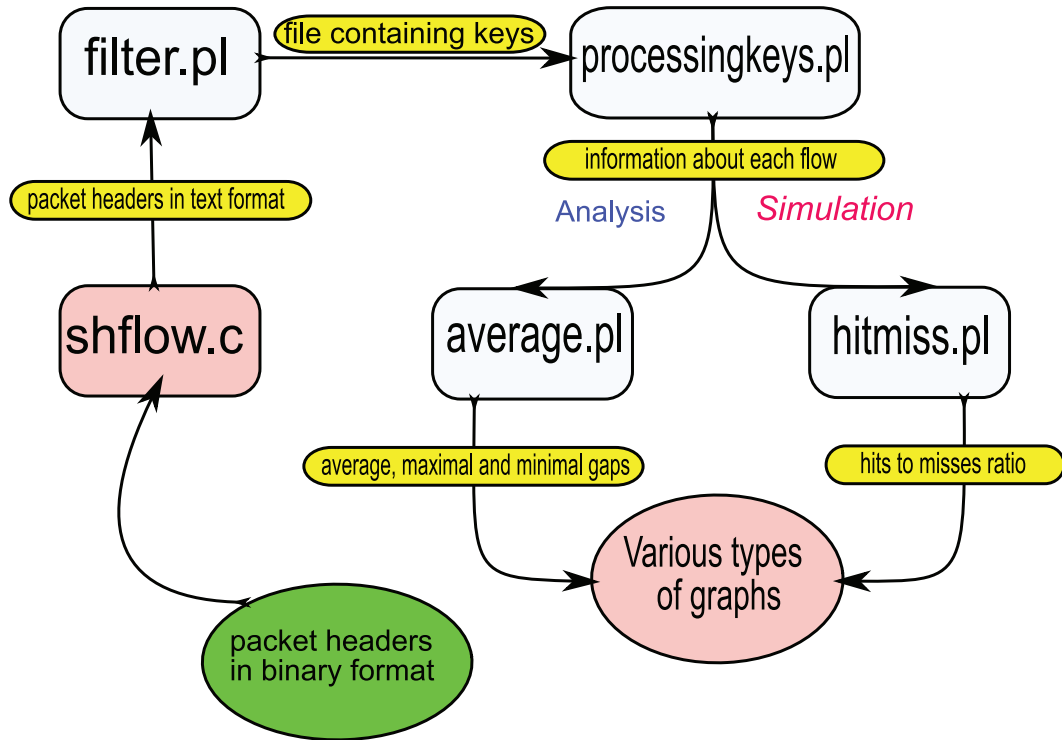 filter.pl
file containing keys
processingkeys.pl
information about each flow
packet headers in text format
Analysis
Simulation
shflow.c
average.pl
hitmiss.pl
average, maximal and minimal gaps
hits to misses ratio
Various types
of graphs
packet headers
in binary format